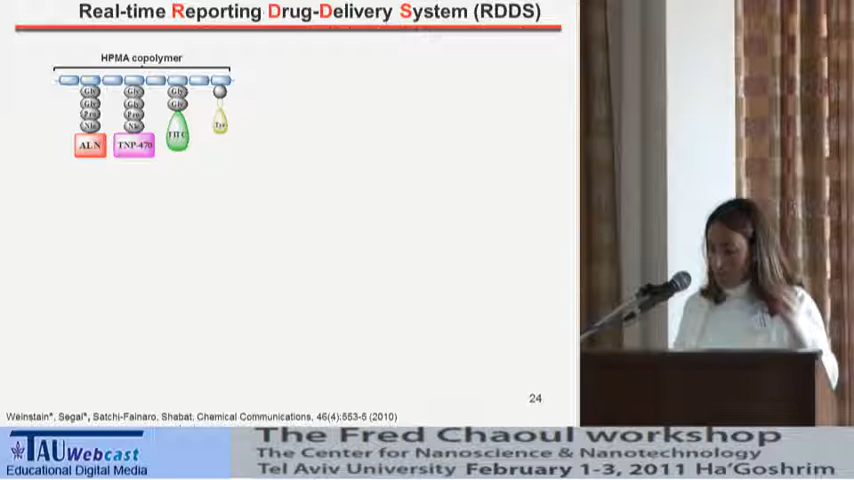 Real-time Reporting Drug-Delivery System (RDDS)
HPMA copolymer
Gly Gly Gly
Gly Gly Gly
Pro Pro
Nle Nle
ALN TNP-470 FITC Tyr
24
Weinstain*, Segal*, Satchi-Fainaro, Shabat, Chemical Communications, 46(4):553-5 (2010)
TAUWebcast
Educational Digital Media
The Fred Chaoul workshop
The Center for Nanoscience & Nanotechnology
Tel Aviv University February 1-3, 2011 Ha'Goshrim